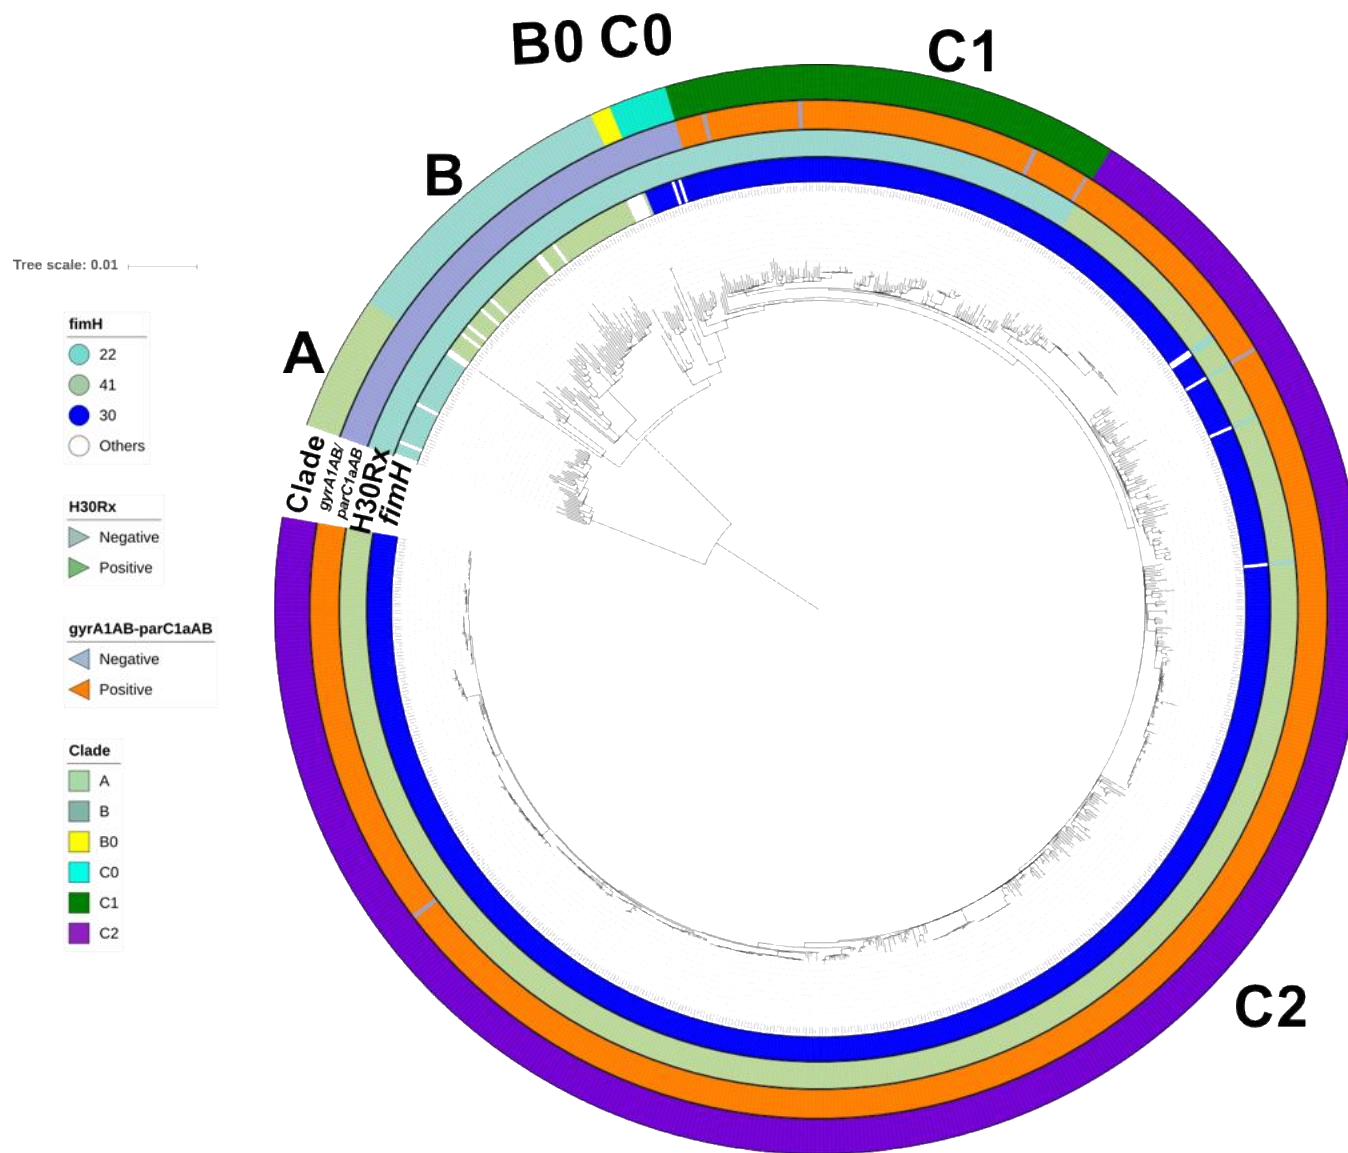 B0 C0
C1
B
A
C2
Clade
gyrA1AB/
parC1aAB
H30Rx
fimH
Tree scale: 0.01
fimH
22
41
30
Others
H30Rx
Negative
Positive
gyrA1AB-parC1aAB
Negative
Positive
Clade
A
B
B0
C0
C1
C2